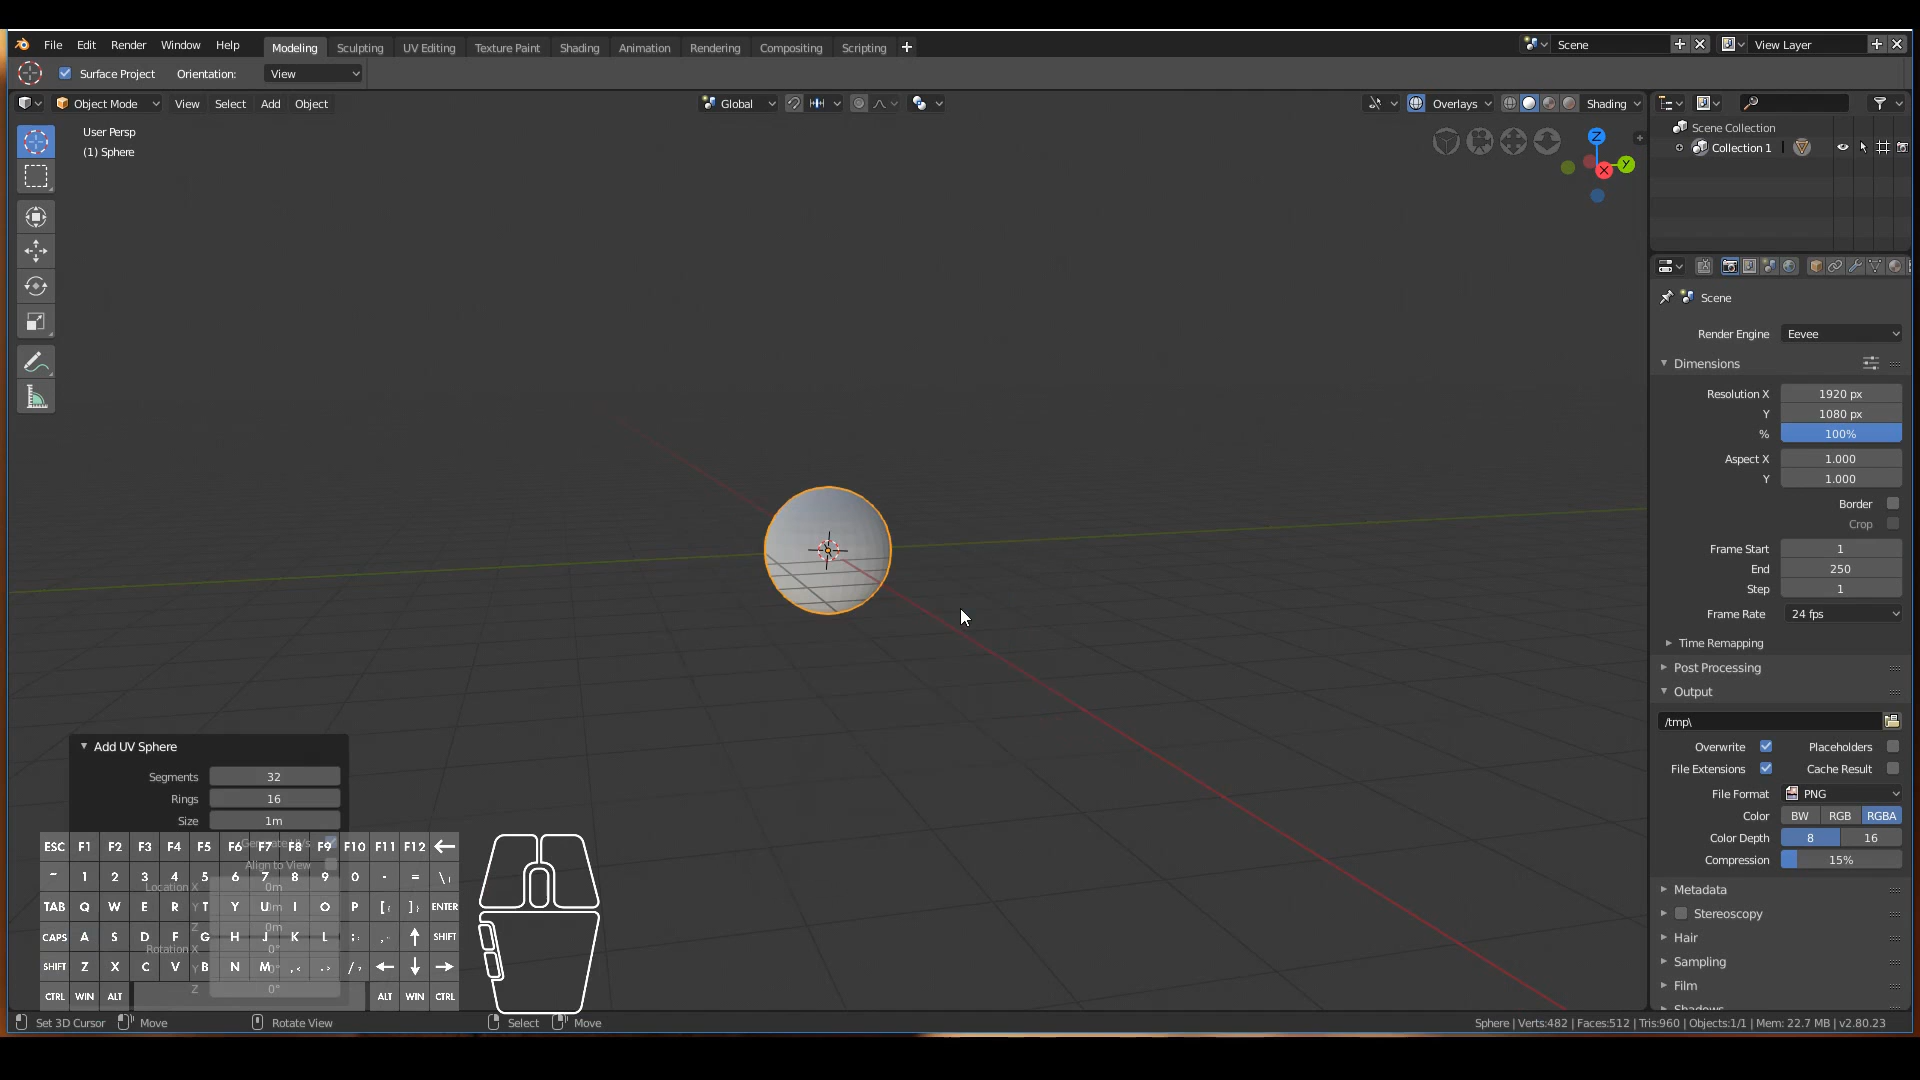 File Edit Render Window Help Modeling Sculpting UV Editing Texture Paint Shading Animation Rendering Compositing Scripting Scene View Layer
Surface Project Orientation: View
Object Mode View Select Add Object Global Overlays Shading
User Persp
(1) Sphere
Z
Y
X
Scene Collection
Collection 1
Scene
Render Engine Eevee
Dimensions
Resolution X 1920 px
Y 1080 px
% 100%
Aspect X 1.000
Y 1.000
Border
Crop
Frame Start 1
End 250
Step 1
Frame Rate 24 fps
Time Remapping
Post Processing
Output
/tmp\
Overwrite Placeholders
File Extensions Cache Result
File Format PNG
Color BW RGB RGBA
Color Depth 8 16
Compression 15%
Metadata
Stereoscopy
Hair
Sampling
Film
Shadows
Add UV Sphere
Segments 32
Rings 16
Size 1m
Generate UVs
Align to View
Location X 0m
Y 0m
Z 0m
Rotation X 0°
Y 0°
Z 0°
ESC F1 F2 F3 F4 F5 F6 F7 F8 F9 F10 F11 F12
~ 1 2 3 4 5 6 7 8 9 0 - = \|
TAB Q W E R T Y U I O P [{ ]} ENTER
CAPS A S D F G H J K L ;: SHIFT
SHIFT Z X C V B N M ,< .> /?
CTRL WIN ALT ALT WIN CTRL
Set 3D Cursor Move Rotate View Select Move Sphere | Verts:482 | Faces:512 | Tris:960 | Objects:1/1 | Mem: 22.7 MB | v2.80.23